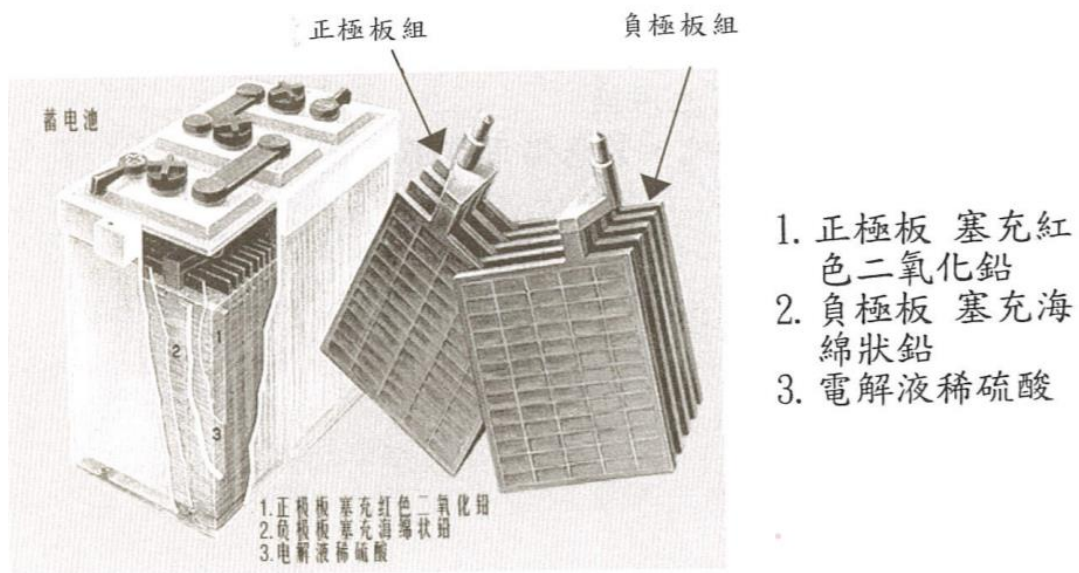 正極板組
負極板組
蓄电池
2
1
3
1.正极板 塞充红色二氧化铅
2.负极板 塞充海绵状铅
3.电解液稀硫酸
1. 正極板 塞充紅
色二氧化鉛
2. 負極板 塞充海
綿狀鉛
3. 電解液稀硫酸